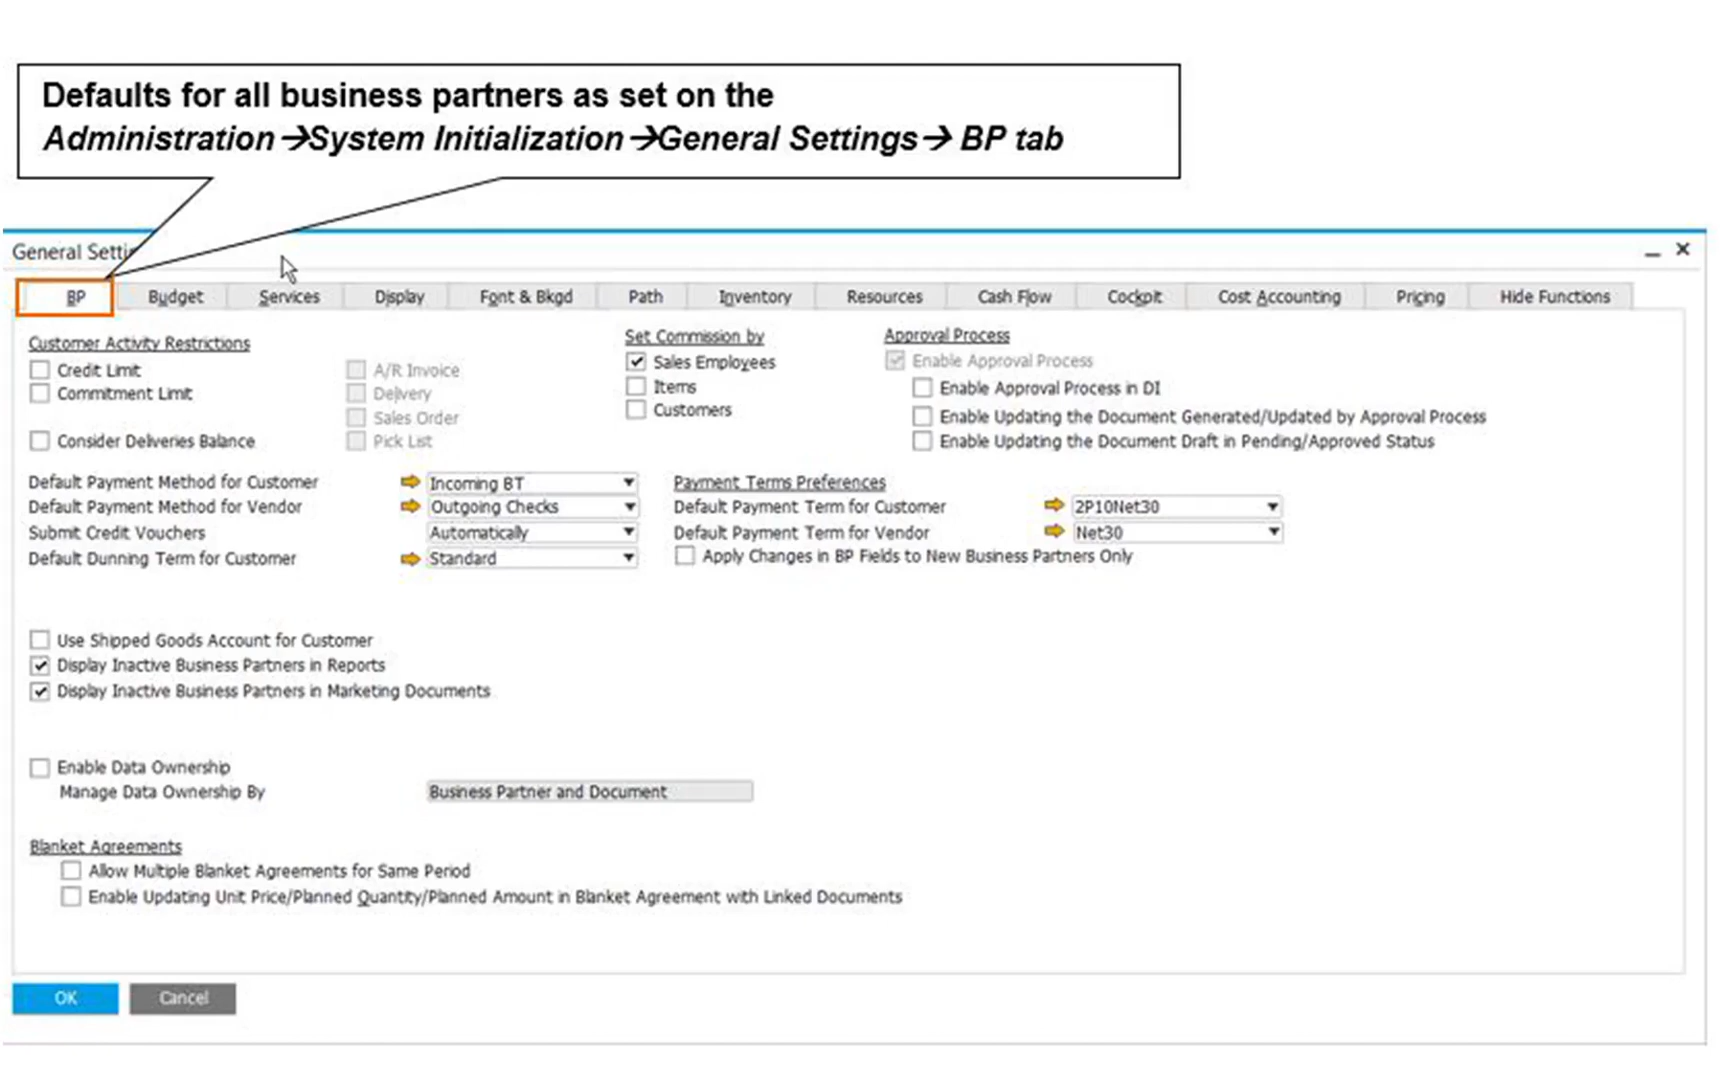 Defaults for all business partners as set on the
Administration→System Initialization→General Settings→ BP tab
General Setti
BP Budget Services Display Font & Bkgd Path Inventory Resources Cash Flow Cockpit Cost Accounting Pricing Hide Functions
Customer Activity Restrictions
Credit Limit
Commitment Limit
Consider Deliveries Balance
A/R Invoice
Delivery
Sales Order
Pick List
Set Commission by
Sales Employees
Items
Customers
Approval Process
Enable Approval Process
Enable Approval Process in DI
Enable Updating the Document Generated/Updated by Approval Process
Enable Updating the Document Draft in Pending/Approved Status
Default Payment Method for Customer Incoming BT
Default Payment Method for Vendor Outgoing Checks
Submit Credit Vouchers Automatically
Default Dunning Term for Customer Standard
Payment Terms Preferences
Default Payment Term for Customer 2P10Net30
Default Payment Term for Vendor Net30
Apply Changes in BP Fields to New Business Partners Only
Use Shipped Goods Account for Customer
Display Inactive Business Partners in Reports
Display Inactive Business Partners in Marketing Documents
Enable Data Ownership
Manage Data Ownership By Business Partner and Document
Blanket Agreements
Allow Multiple Blanket Agreements for Same Period
Enable Updating Unit Price/Planned Quantity/Planned Amount in Blanket Agreement with Linked Documents
OK Cancel